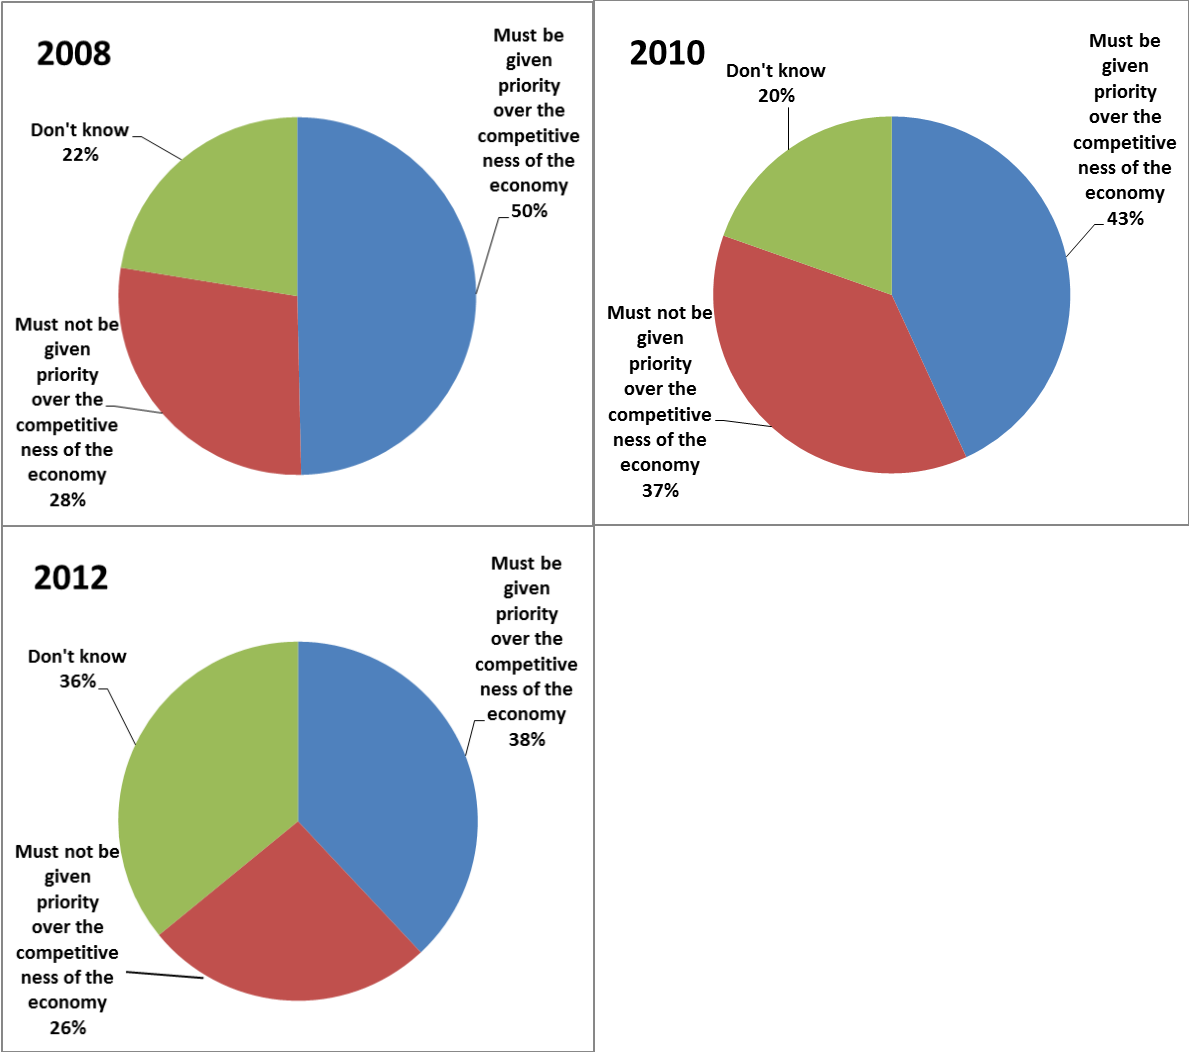 2008
Must be
given
priority
over the
competitive
ness of the
economy
50%
Don't know
22%
Must not be
given
priority
over the
competitive
ness of the
economy
28%
2010
Must be
given
priority
over the
competitive
ness of the
economy
43%
Don't know
20%
Must not be
given
priority
over the
competitive
ness of the
economy
37%
2012
Must be
given
priority
over the
competitive
ness of the
economy
38%
Don't know
36%
Must not be
given
priority
over the
competitive
ness of the
economy
26%